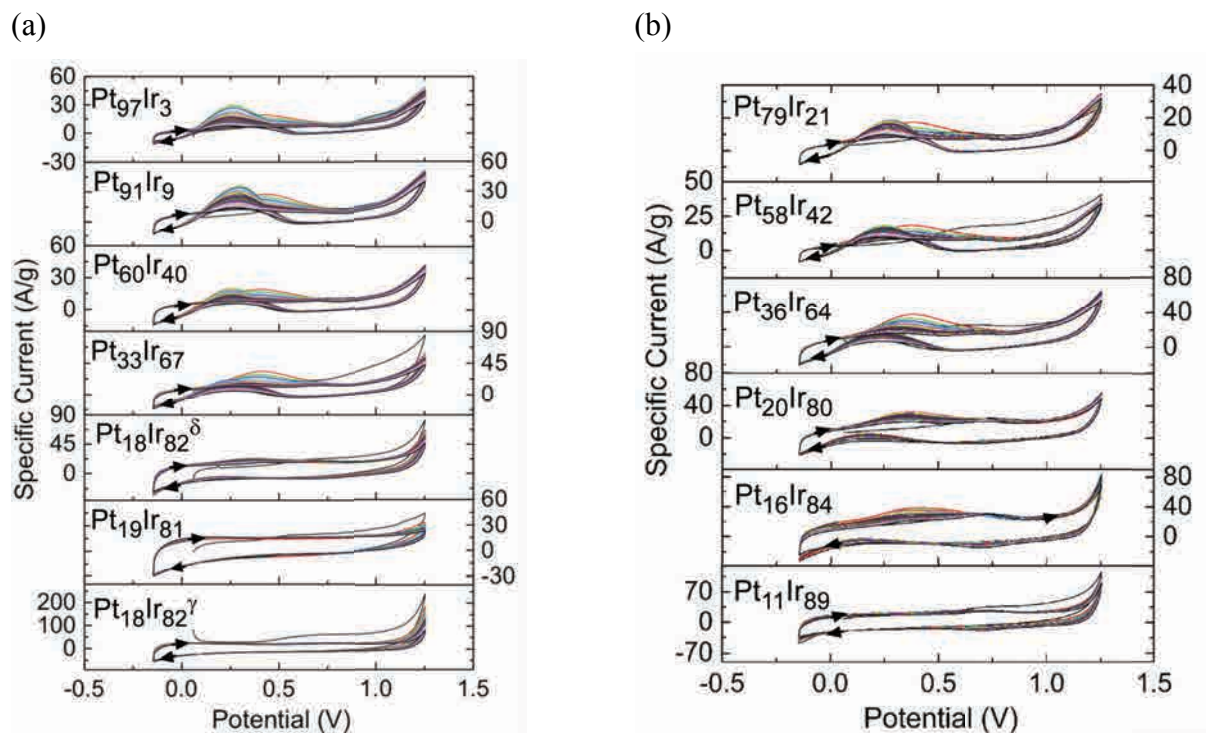 (a)
60
30
0
-30
Pt97Ir3
60
30
0
Pt91Ir9
60
30
0
Pt60Ir40
90
45
0
Pt33Ir67
90
45
0
Pt18Ir82δ
60
30
0
-30
Pt19Ir81
200
100
0
Pt18Ir82γ
-0.5 0.0 0.5 1.0 1.5
Specific Current (A/g)
Potential (V)
(b)
40
20
0
Pt79Ir21
50
25
0
Pt58Ir42
80
40
0
Pt36Ir64
80
40
0
Pt20Ir80
80
40
0
Pt16Ir84
70
0
-70
Pt11Ir89
-0.5 0.0 0.5 1.0 1.5
Specific Current (A/g)
Potential (V)